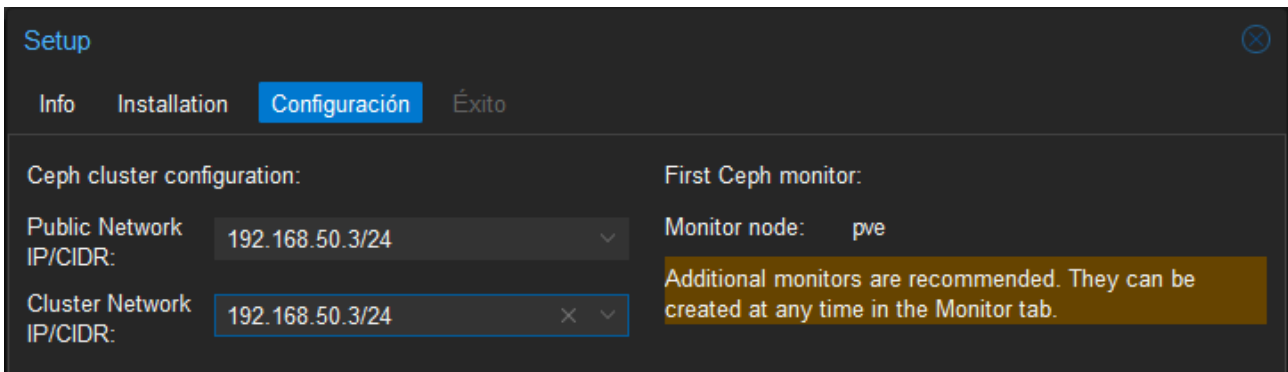 Setup
Info Installation Configuración Éxito
Ceph cluster configuration:
Public Network
IP/CIDR:
192.168.50.3/24
Cluster Network
IP/CIDR:
192.168.50.3/24
First Ceph monitor:
Monitor node: pve
Additional monitors are recommended. They can be
created at any time in the Monitor tab.